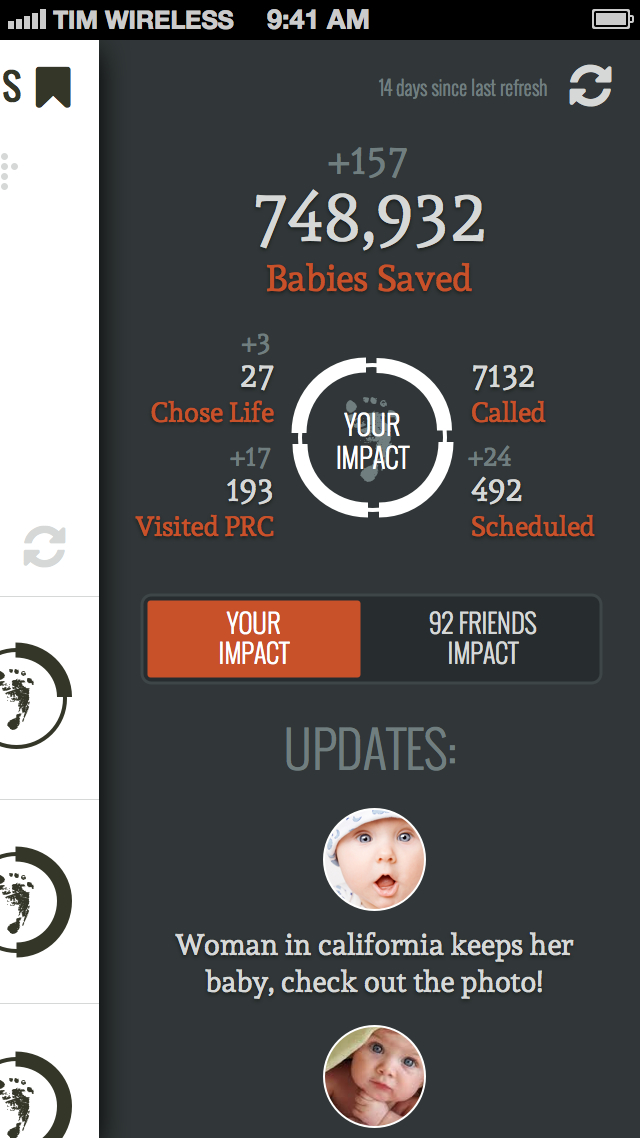 TIM WIRELESS 9:41 AM
S
14 days since last refresh
+157
748,932
Babies Saved
+3
27
Chose Life
7132
Called
YOUR
IMPACT
+17
193
Visited PRC
+24
492
Scheduled
YOUR
IMPACT
92 FRIENDS
IMPACT
UPDATES:
Woman in california keeps her
baby, check out the photo!